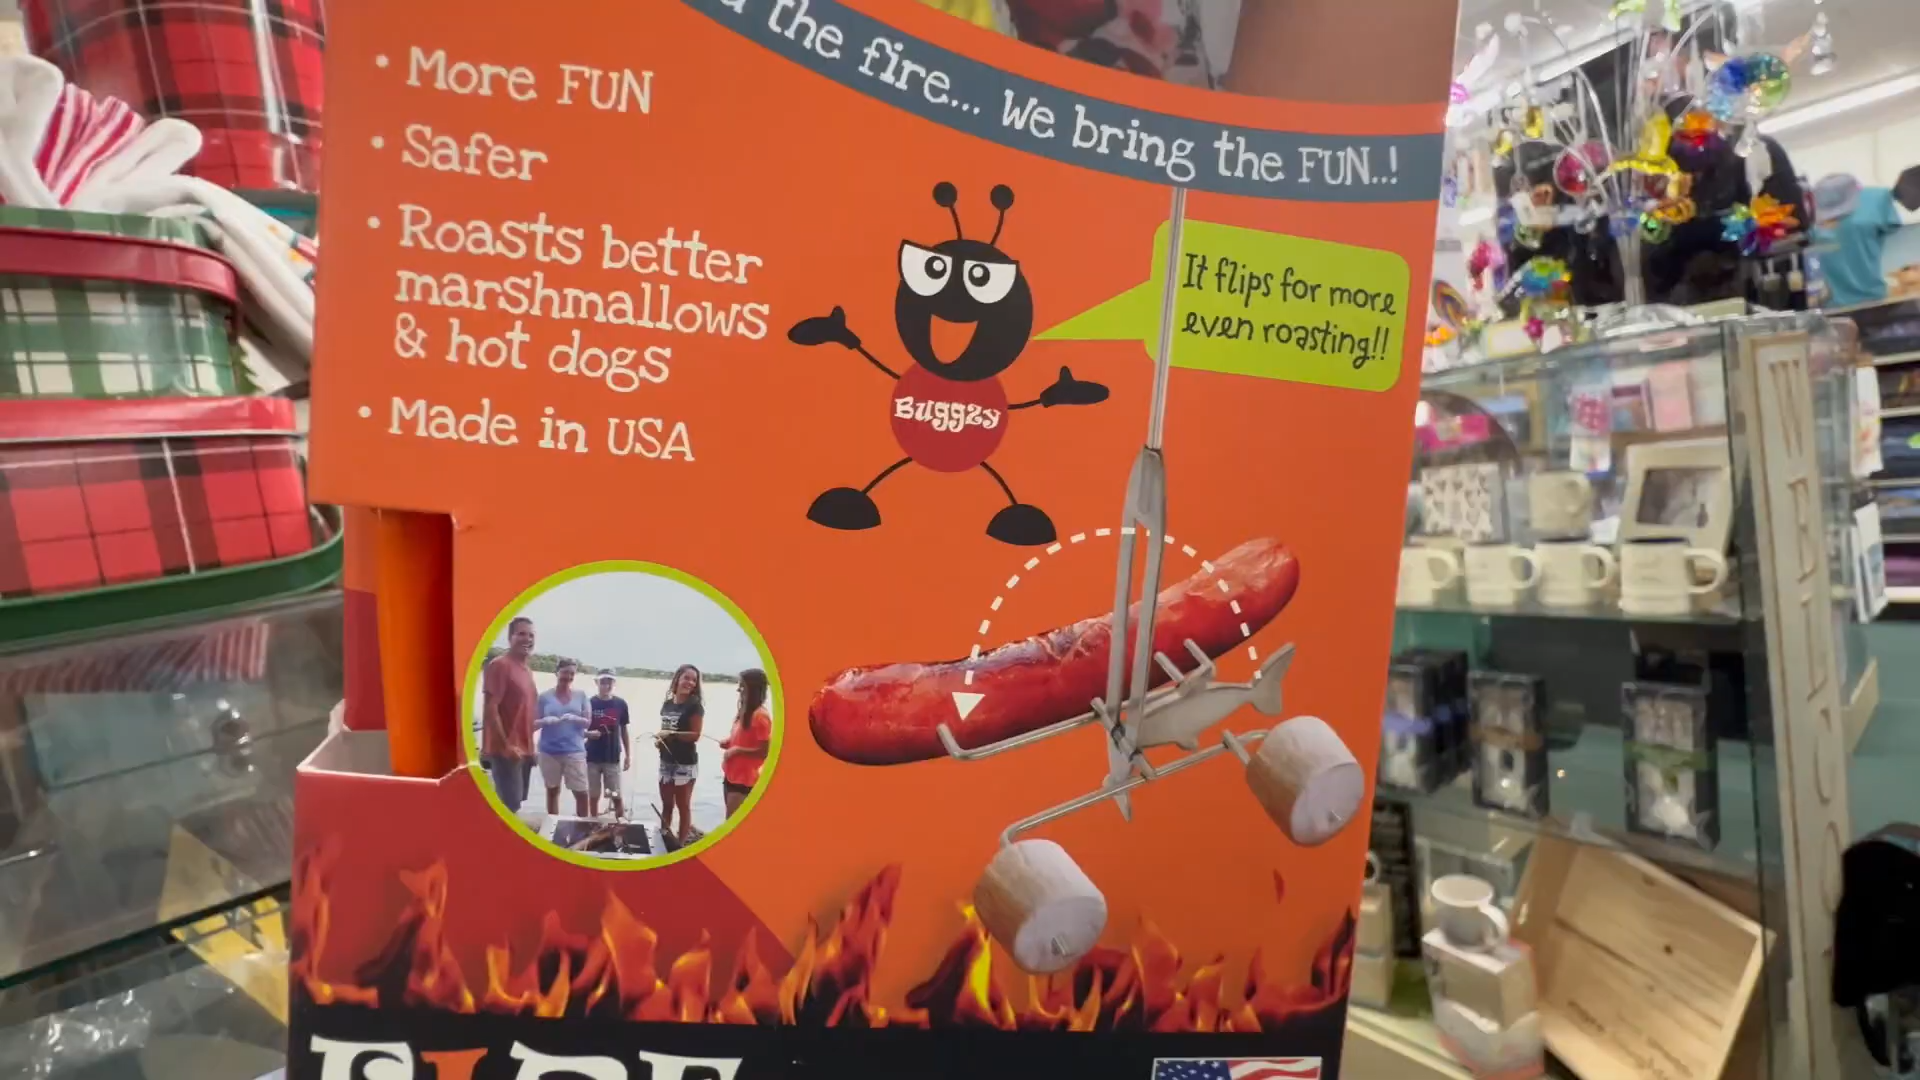 the fire... We bring the FUN..!
• More FUN
• Safer
• Roasts better
marshmallows
& hot dogs
• Made in USA
It flips for more
even roasting!!
Buggzy